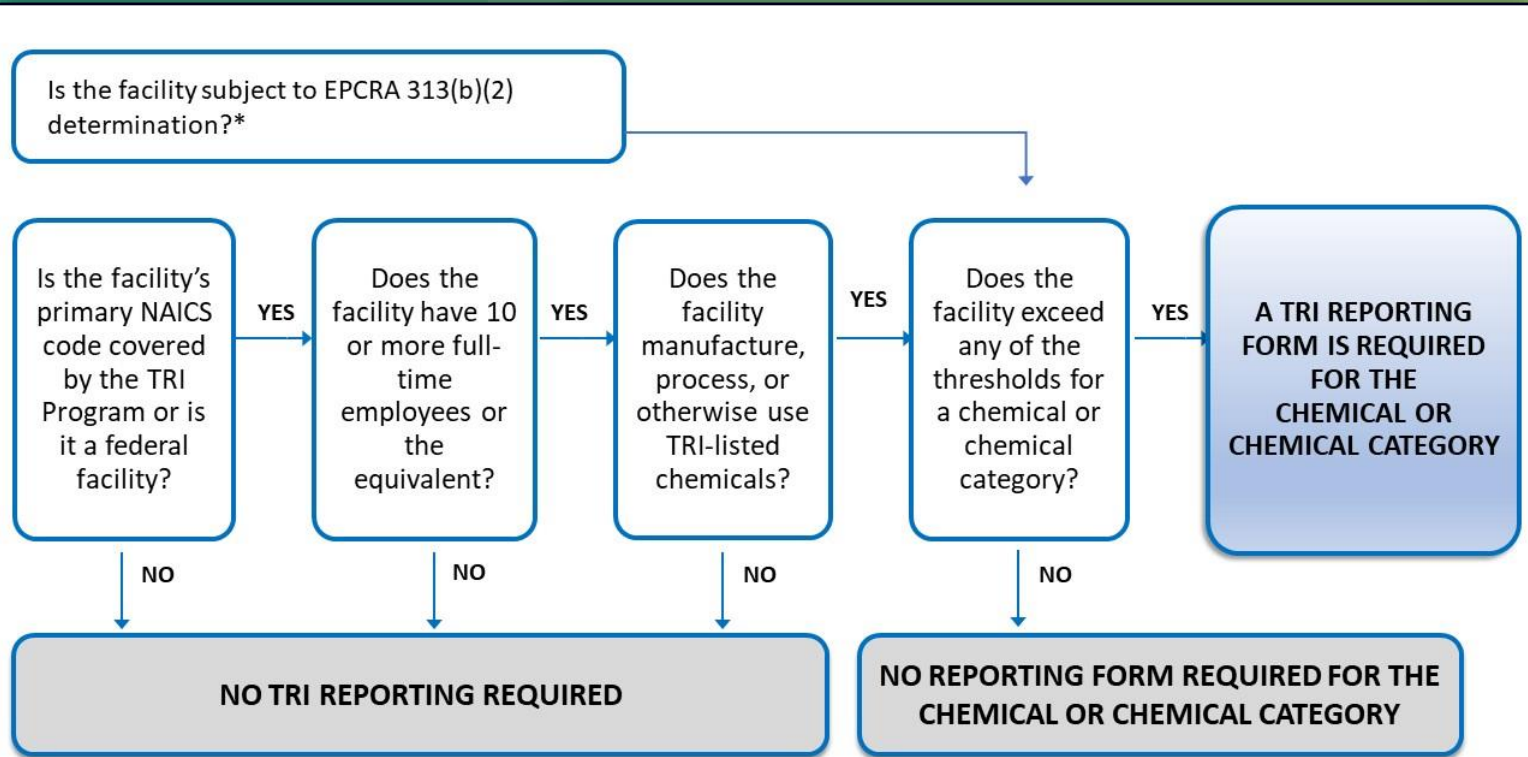 Is the facility subject to EPCRA 313(b)(2)
determination?*
Is the facility's
primary NAICS
code covered
by the TRI
Program or is
it a federal
facility?
YES
Does the
facility have 10
or more full-
time
employees or
the
equivalent?
YES
Does the
facility
manufacture,
process, or
otherwise use
TRI-listed
chemicals?
YES
Does the
facility exceed
any of the
thresholds for
a chemical or
chemical
category?
YES
A TRI REPORTING
FORM IS REQUIRED
FOR THE
CHEMICAL OR
CHEMICAL CATEGORY
NO
NO
NO
NO
NO TRI REPORTING REQUIRED
NO REPORTING FORM REQUIRED FOR THE
CHEMICAL OR CHEMICAL CATEGORY